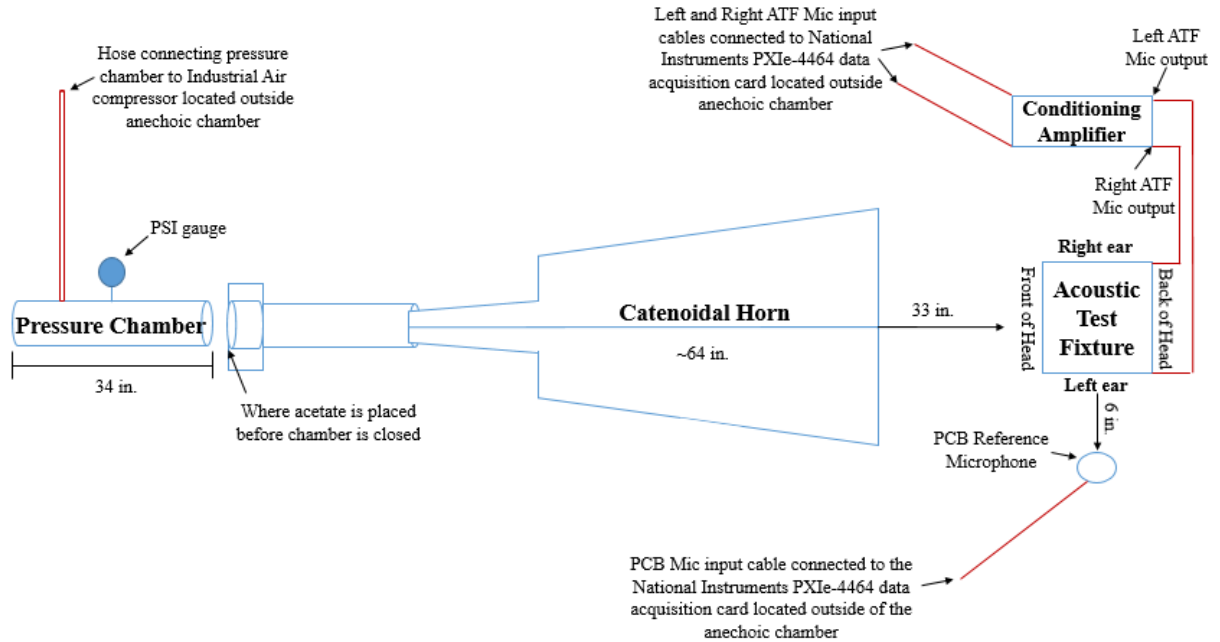 Hose connecting pressure
chamber to Industrial Air
compressor located outside
anechoic chamber
PSI gauge
Pressure Chamber
34 in.
Where acetate is placed
before chamber is closed
Catenoidal Horn
~64 in.
33 in.
Left and Right ATF Mic input
cables connected to National
Instruments PXIe-4464 data
acquisition card located outside
anechoic chamber
Left ATF
Mic output
Conditioning
Amplifier
Right ATF
Mic output
Right ear
Front of Head
Acoustic
Test
Fixture
Back of Head
Left ear
6 in.
PCB Reference
Microphone
PCB Mic input cable connected to the
National Instruments PXIe-4464 data
acquisition card located outside of the
anechoic chamber